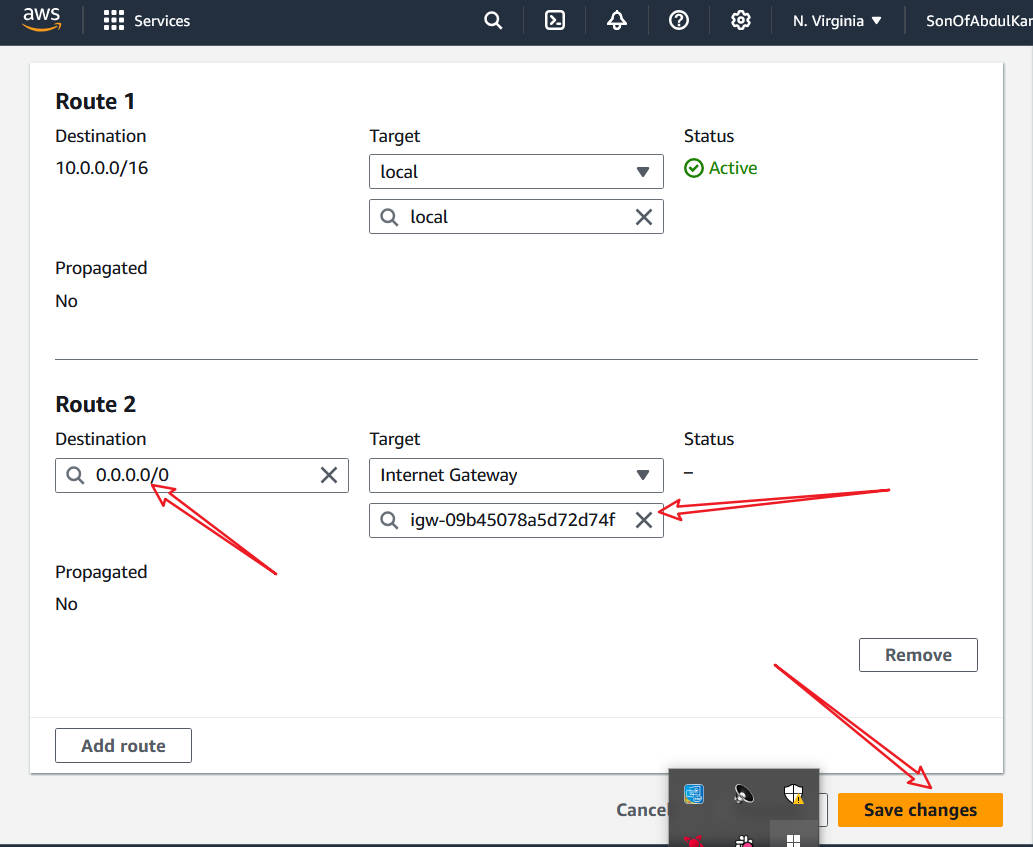 aws Services N. Virginia SonOfAbdulKar
Route 1
Destination Target Status
10.0.0.0/16 local Active
local
Propagated
No
Route 2
Destination Target Status
0.0.0.0/0 Internet Gateway –
igw-09b45078a5d72d74f
Propagated
No
Remove
Add route
Cancel Save changes